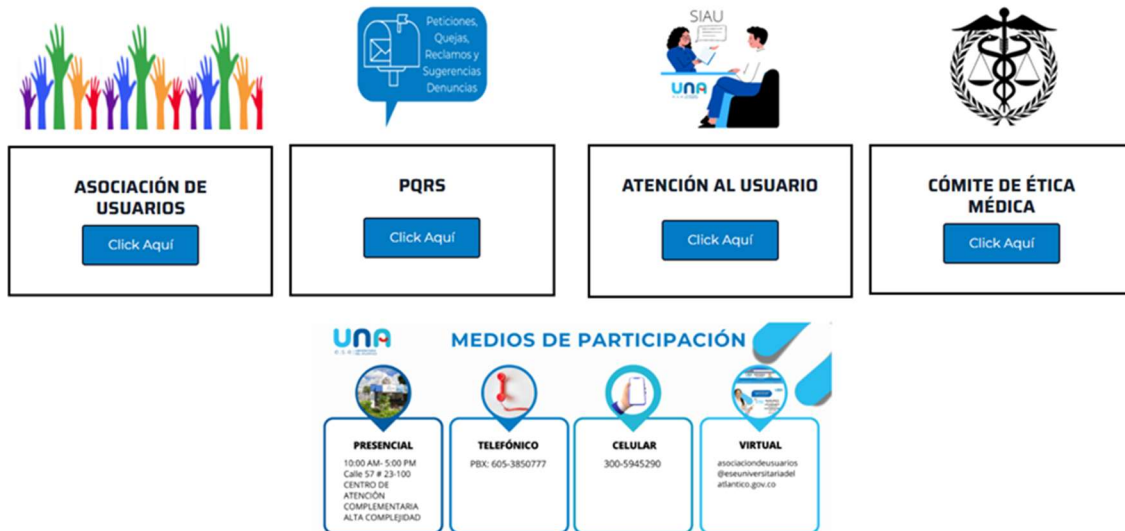 Peticiones,
Quejas,
Reclamos y
Sugerencias
Denuncias
SIAU
UNA
ASOCIACIÓN DE
USUARIOS
Click Aquí
PQRS
Click Aquí
ATENCIÓN AL USUARIO
Click Aquí
CÓMITE DE ÉTICA
MÉDICA
Click Aquí
UNA
MEDIOS DE PARTICIPACIÓN
PRESENCIAL
10:00 AM- 5:00 PM
Calle 57 # 23-100
CENTRO DE
ATENCIÓN
COMPLEMENTARIA
ALTA COMPLEJIDAD
TELEFÓNICO
PBX: 605-3850777
CELULAR
300-5945290
VIRTUAL
asociaciondeusuarios
@eseuniversitariadel
atlantico.gov.co